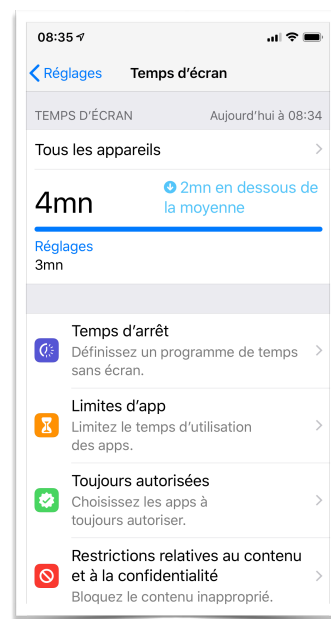 08:35
Réglages Temps d’écran
TEMPS D’ÉCRAN Aujourd’hui à 08:34
Tous les appareils
4mn
2mn en dessous de
la moyenne
Réglages
3mn
Temps d’arrêt
Définissez un programme de temps
sans écran.
Limites d’app
Limitez le temps d’utilisation
des apps.
Toujours autorisées
Choisissez les apps à
toujours autoriser.
Restrictions relatives au contenu
et à la confidentialité
Bloquez le contenu inapproprié.